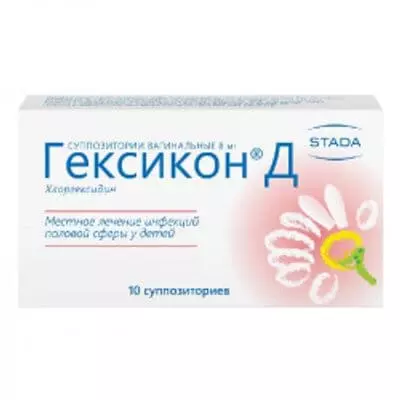 STADA
СУППОЗИТОРИИ ВАГИНАЛЬНЫЕ 8 мг
Гексикон® Д
Хлоргексидин
Местное лечение инфекций
половой сферы у детей
10 суппозиториев